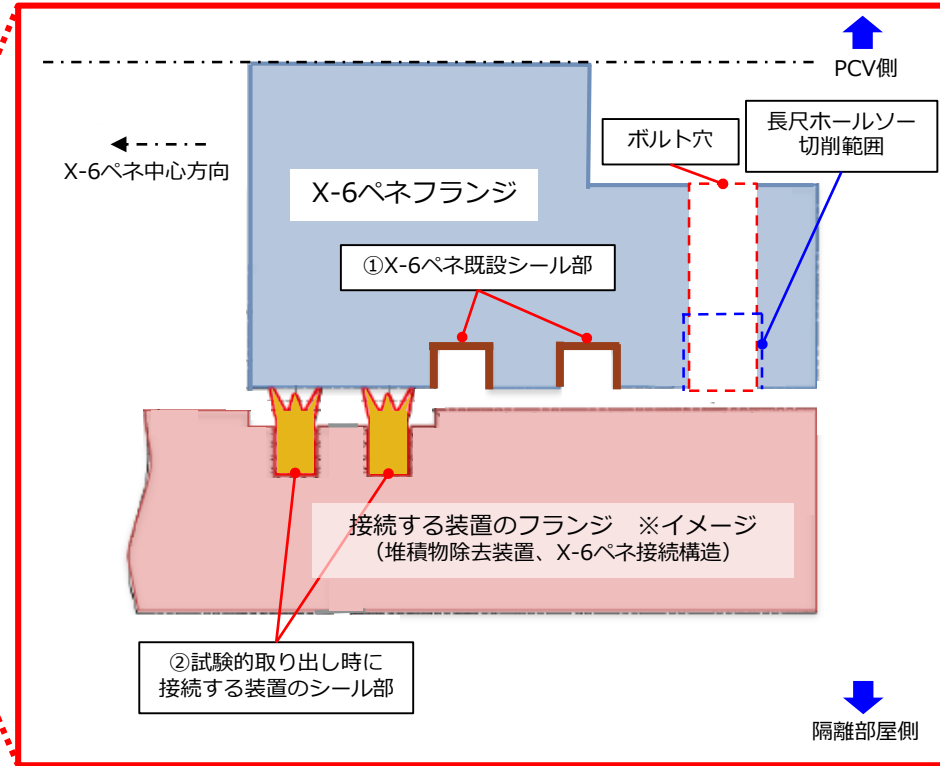 PCV側
長尺ホールソー
切削範囲
ボルト穴
X-6ペネ中心方向
X-6ペネフランジ
①X-6ペネ既設シール部
接続する装置のフランジ　※イメージ
（堆積物除去装置、X-6ペネ接続構造）
②試験的取り出し時に
接続する装置のシール部
隔離部屋側